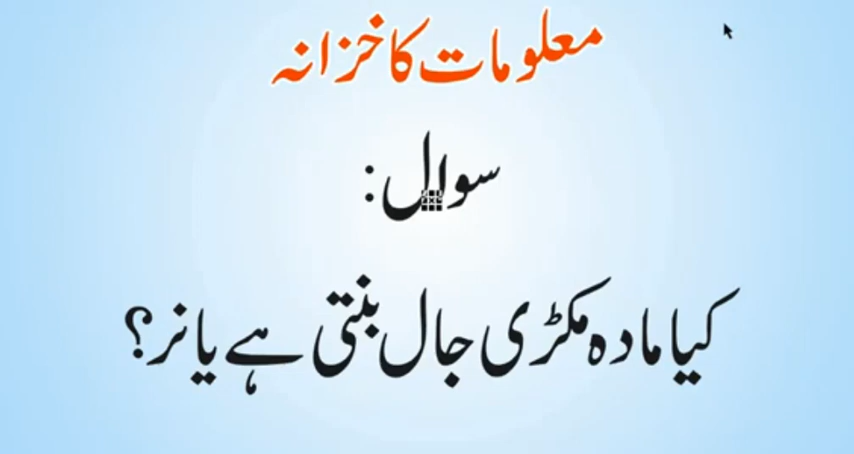 معلومات کا خزانہ
سوال:
کیا مادہ مکڑی جال بنتی ہے یا نر؟